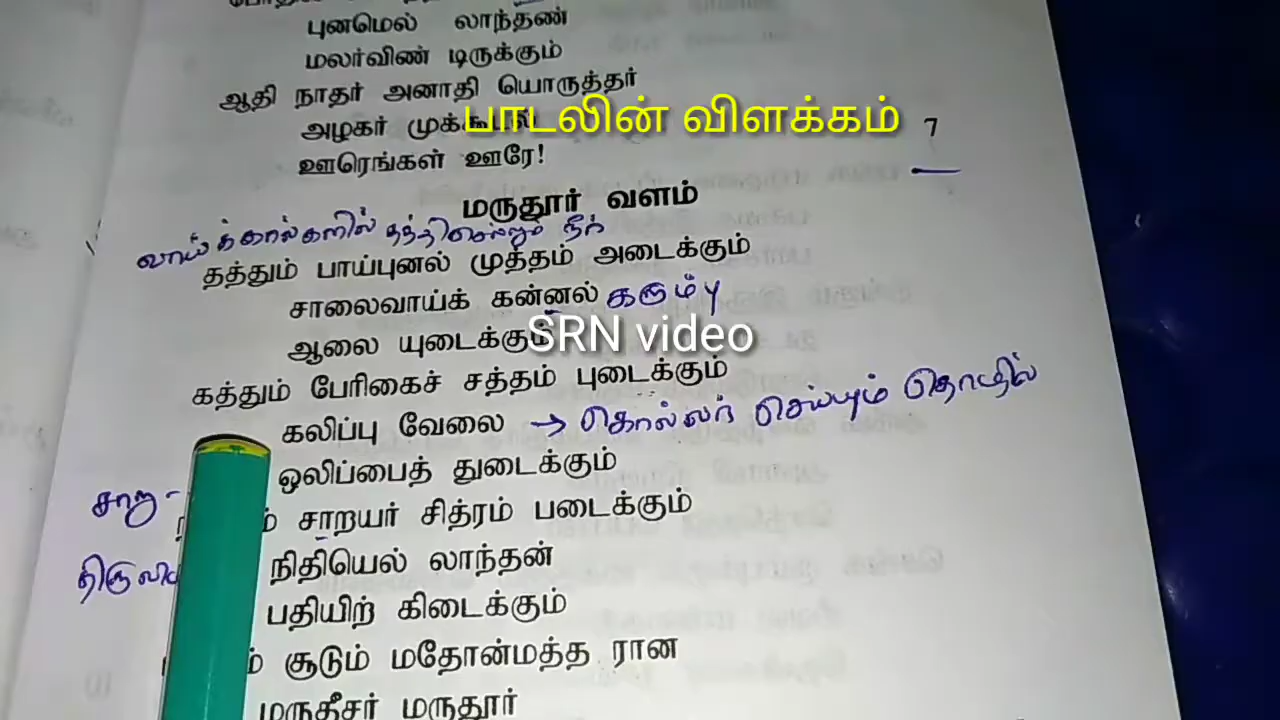 புனமெல் லாந்தண்
மலர்விண் டிருக்கும்
ஆதி நாதர் அனாதி யொருத்தர்
பாடலின் விளக்கம்
அழகர் முக்கூடல் 7
ஊரெங்கள் ஊரே!
மருதூர் வளம்
வாய்க்கால்களில் தத்திசெல்லும் நீர்
தத்தும் பாய்புனல் முத்தம் அடைக்கும்
சாலைவாய்க் கன்னல் கரும்பு
SRN video
ஆலை யுடைக்கும்
கத்தும் பேரிகைச் சத்தம் புடைக்கும்
கலிப்பு வேலை → கொல்லர் செய்யும் தொழில்
ஒலிப்பைத் துடைக்கும்
சாறு -
சாறயர் சித்ரம் படைக்கும்
நிதியெல் லாந்தன்
பதியிற் கிடைக்கும்
சூடும் மதோன்மத்த ரான
மருதீசர் மருதூர்